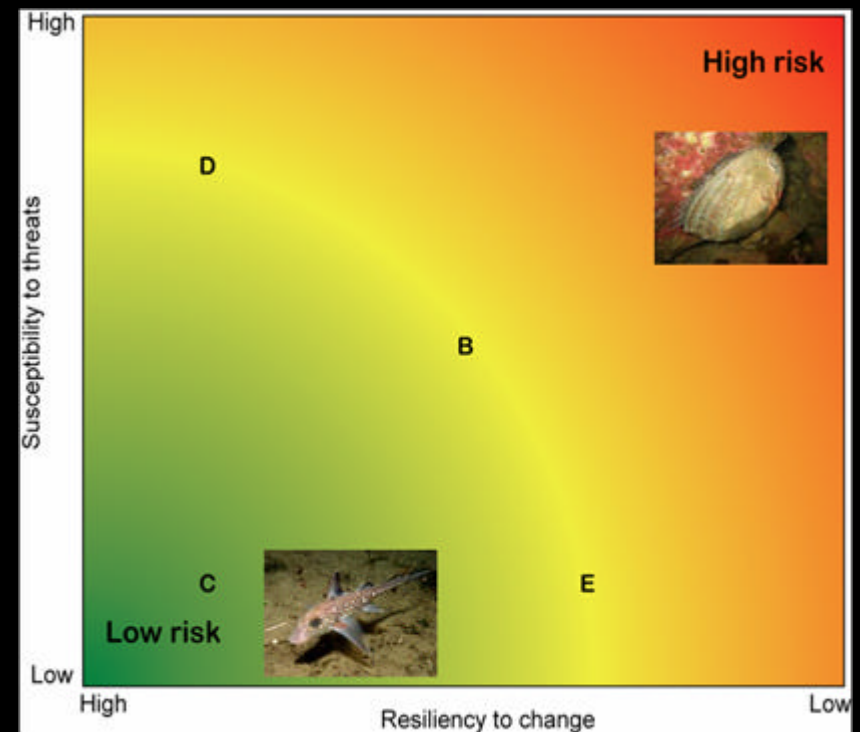 High
High risk
D
Susceptibility to threats
B
C
E
Low risk
Low
High
Low
Resiliency to change